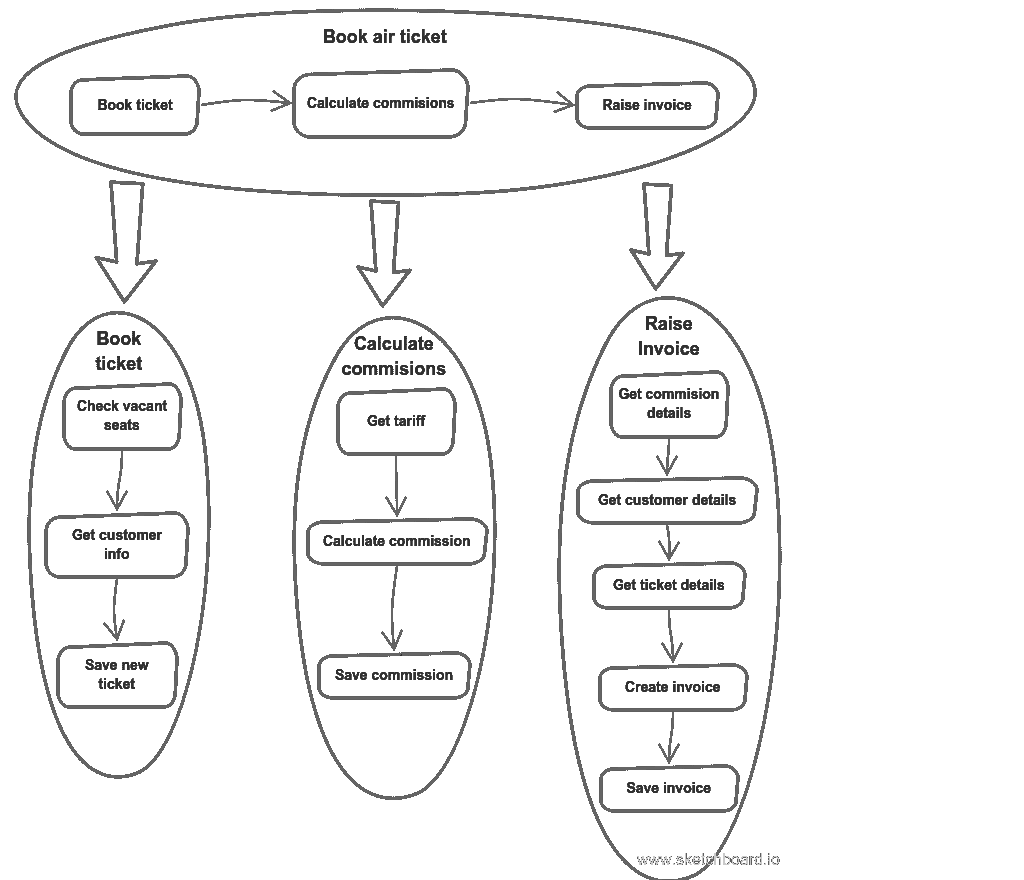 Book air ticket
Book ticket
Calculate commisions
Raise invoice
Book
ticket
Check vacant
seats
Get customer
info
Save new
ticket
Calculate
commisions
Get tariff
Calculate commission
Save commission
Raise
Invoice
Get commision
details
Get customer details
Get ticket details
Create invoice
Save invoice
www.sketchboard.io